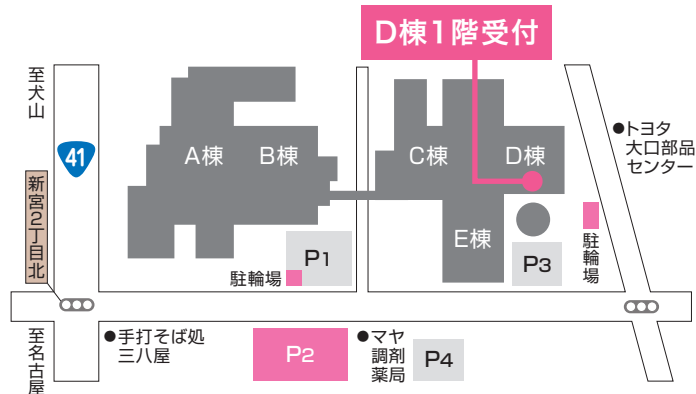 D棟1階受付
至犬山
41
新宮2丁目北
至名古屋
A棟
B棟
C棟
D棟
E棟
●トヨタ
大口部品
センター
P1
駐輪場
P3
駐輪場
●手打そば処
三八屋
P2
●マヤ
調剤
薬局
P4